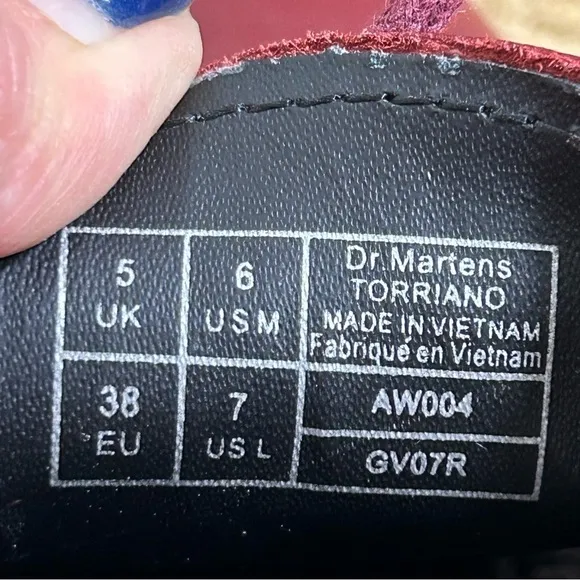 5
UK
6
US M
Dr. Martens
TORRIANO
MADE IN VIETNAM
Fabriqué en Vietnam
38
EU
7
US L
AW004
GV07R